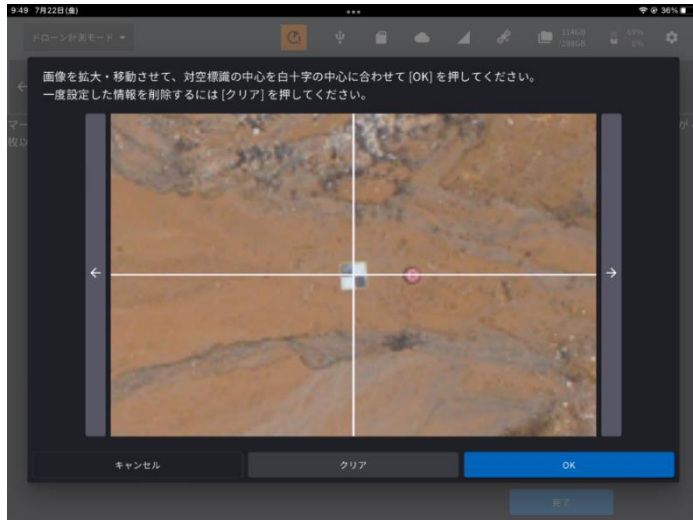 9:49 7月22日(金)
36%
ドローン計測モード
114GB
69%
画像を拡大・移動させて、対空標識の中心を白十字の中心に合わせて [OK] を押してください。
一度設定した情報を削除するには [クリア] を押してください。
キャンセル
クリア
OK
完了